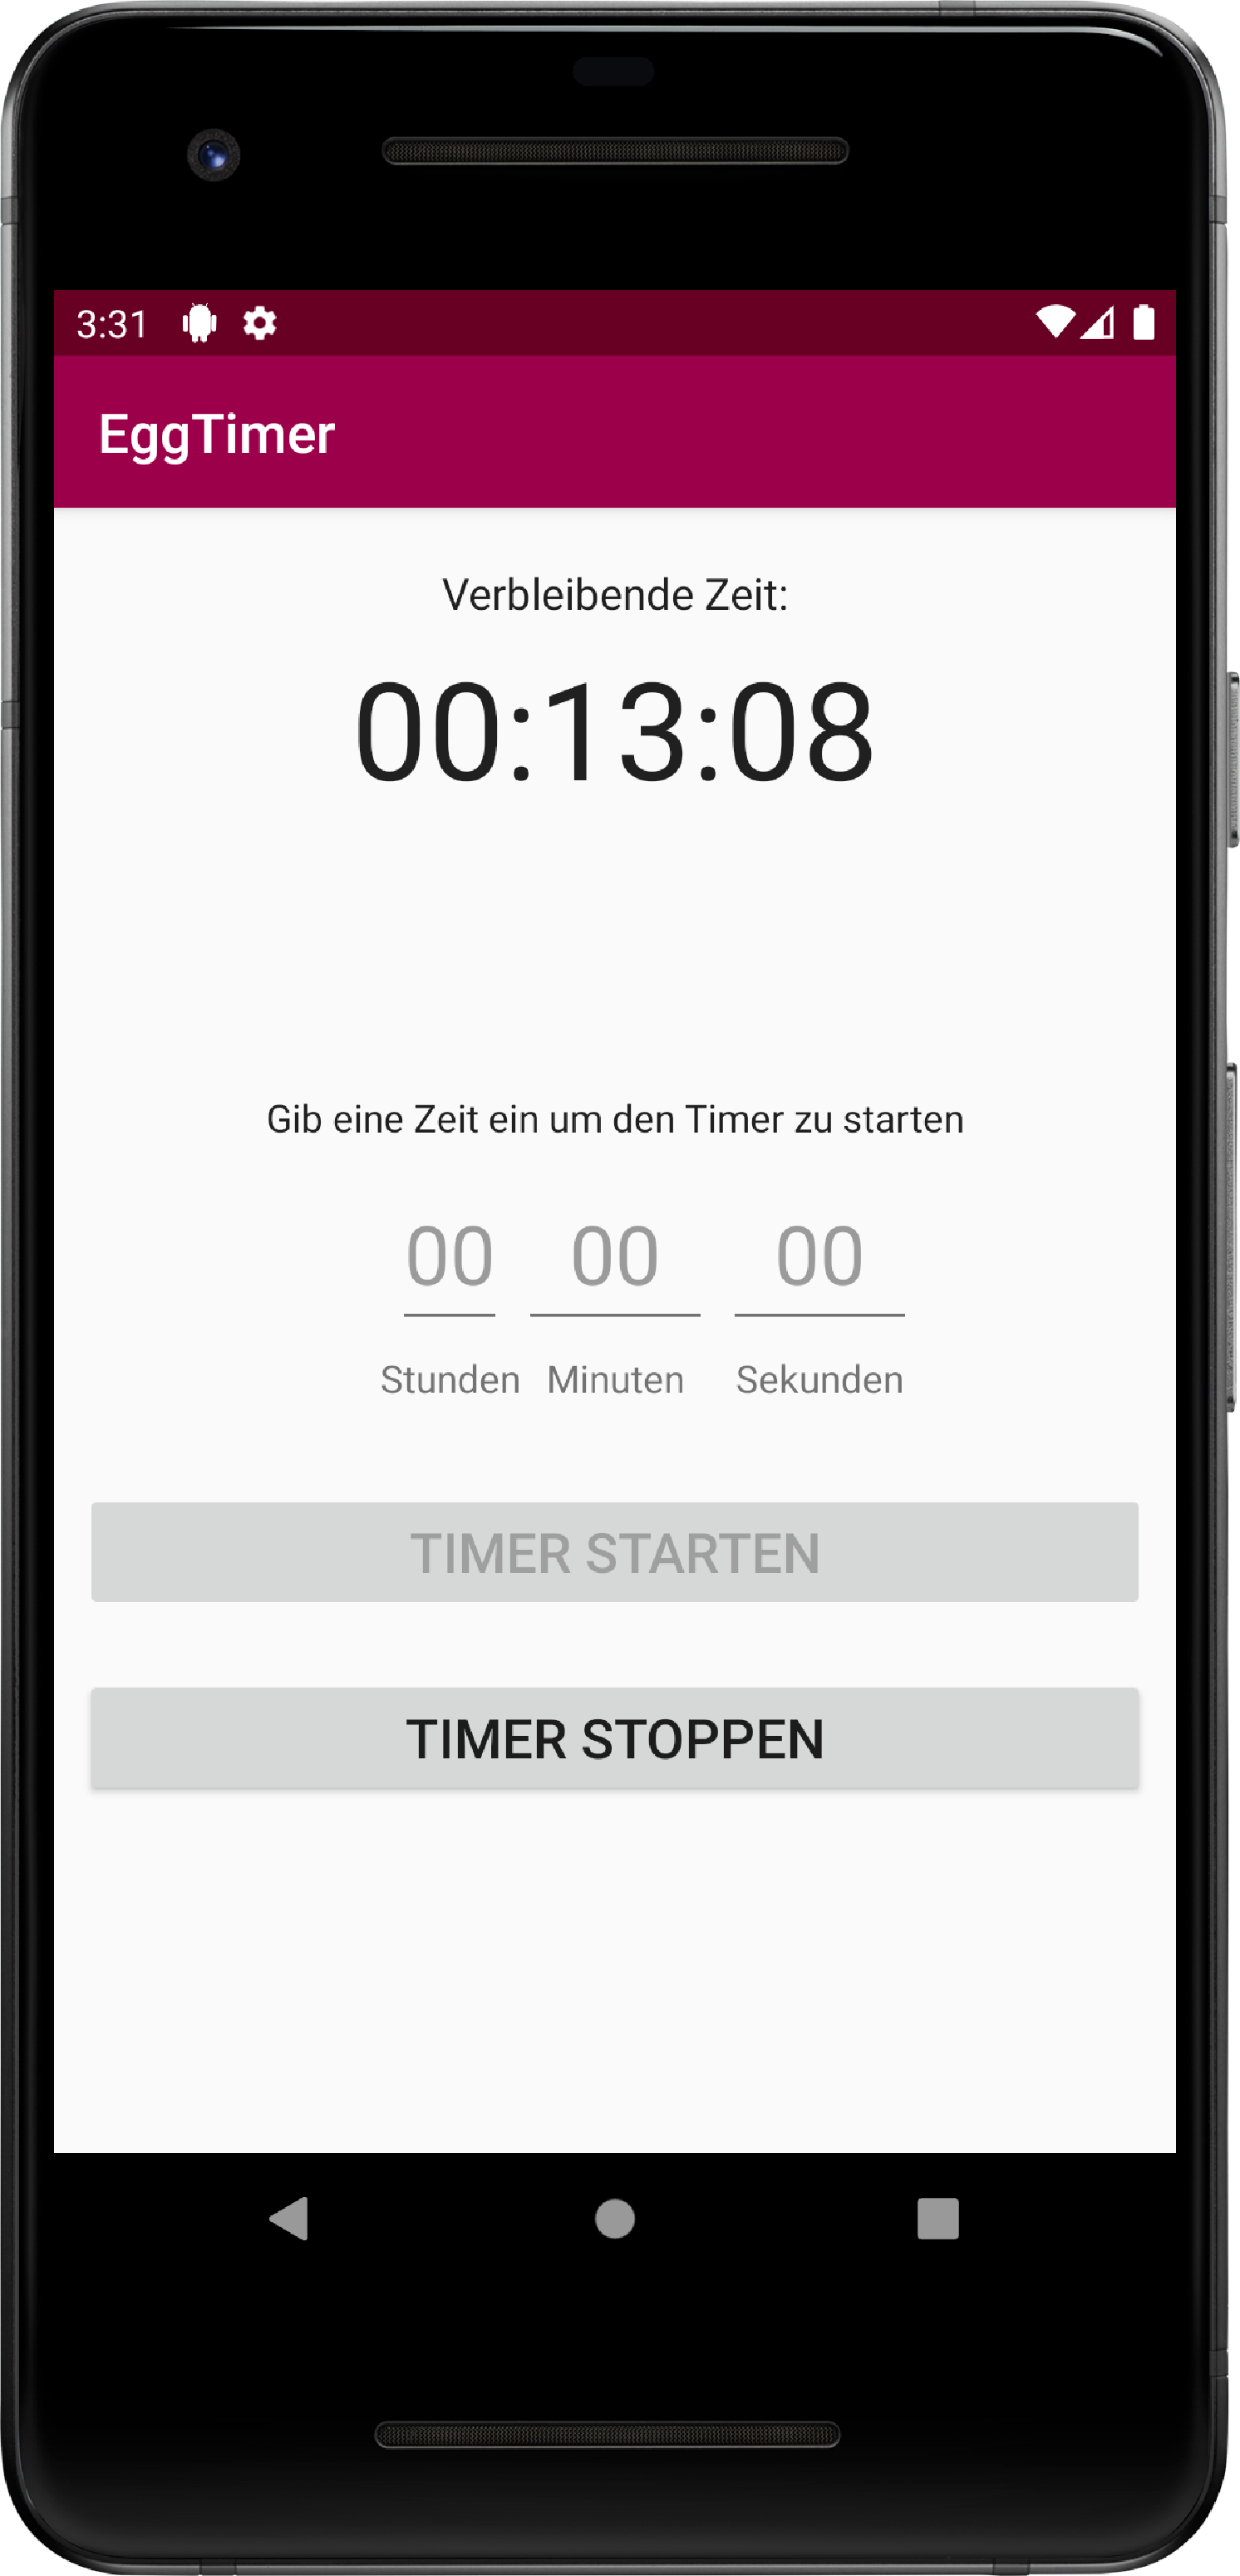 3:31
EggTimer
Verbleibende Zeit:
00:13:08
Gib eine Zeit ein um den Timer zu starten
00 00 00
Stunden Minuten Sekunden
TIMER STARTEN
TIMER STOPPEN